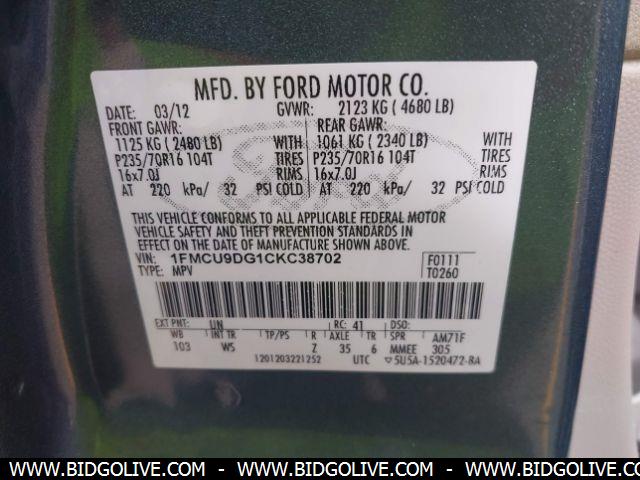 MFD. BY FORD MOTOR CO.
DATE: 03/12 GVWR: 2123 KG ( 4680 LB)
FRONT GAWR: REAR GAWR:
1125 KG ( 2480 LB) WITH 1061 KG ( 2340 LB) WITH
P235/70R16 104T TIRES P235/70R16 104T TIRES
16x7.0J RIMS 16x7.0J RIMS
AT 220 kPa/ 32 PSI COLD AT 220 kPa/ 32 PSI COLD
THIS VEHICLE CONFORMS TO ALL APPLICABLE FEDERAL MOTOR
VEHICLE SAFETY AND THEFT PREVENTION STANDARDS IN
EFFECT ON THE DATE OF MANUFACTURE SHOWN ABOVE.
VIN: 1FMCU9DG1CKC38702 F0111
TYPE: MPV T0260
EXT PNT: UN RC: 41 DSO:
WB INT TR TP/PS R AXLE TR SPR AM71F
103 WS Z 35 6 MMEE 305
1201203221252 UTC 5U5A-1520472-BA
WWW.BIDGOLIVE.COM - WWW.BIDGOLIVE.COM - WWW.BIDGOLIVE.COM